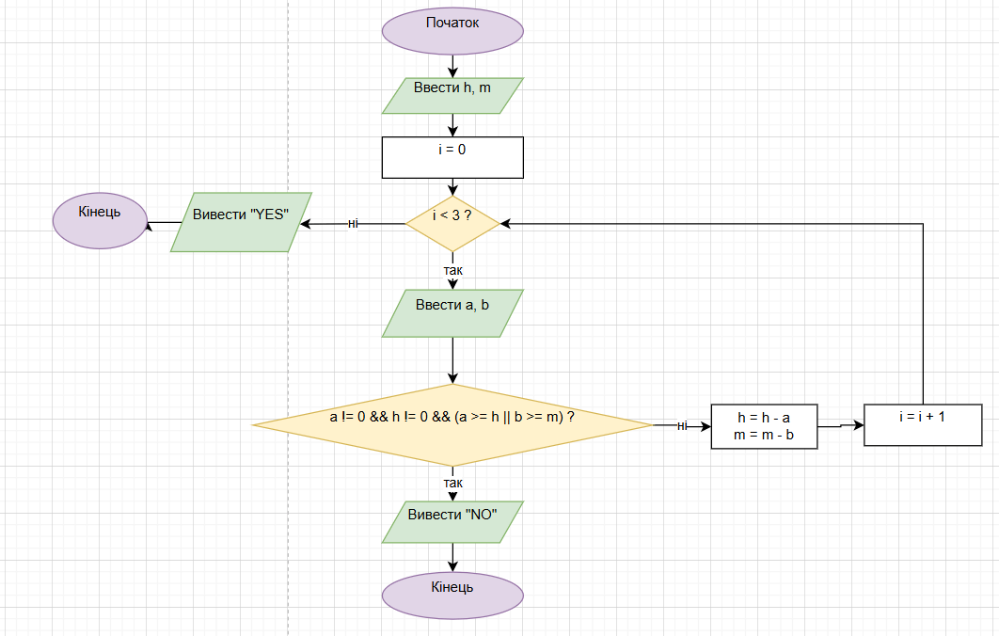 Початок
Ввести h, m
i = 0
i < 3 ?
ні
Вивести "YES"
Кінець
так
Ввести a, b
a != 0 && h != 0 && (a >= h || b >= m) ?
ні
h = h - a
m = m - b
i = i + 1
так
Вивести "NO"
Кінець